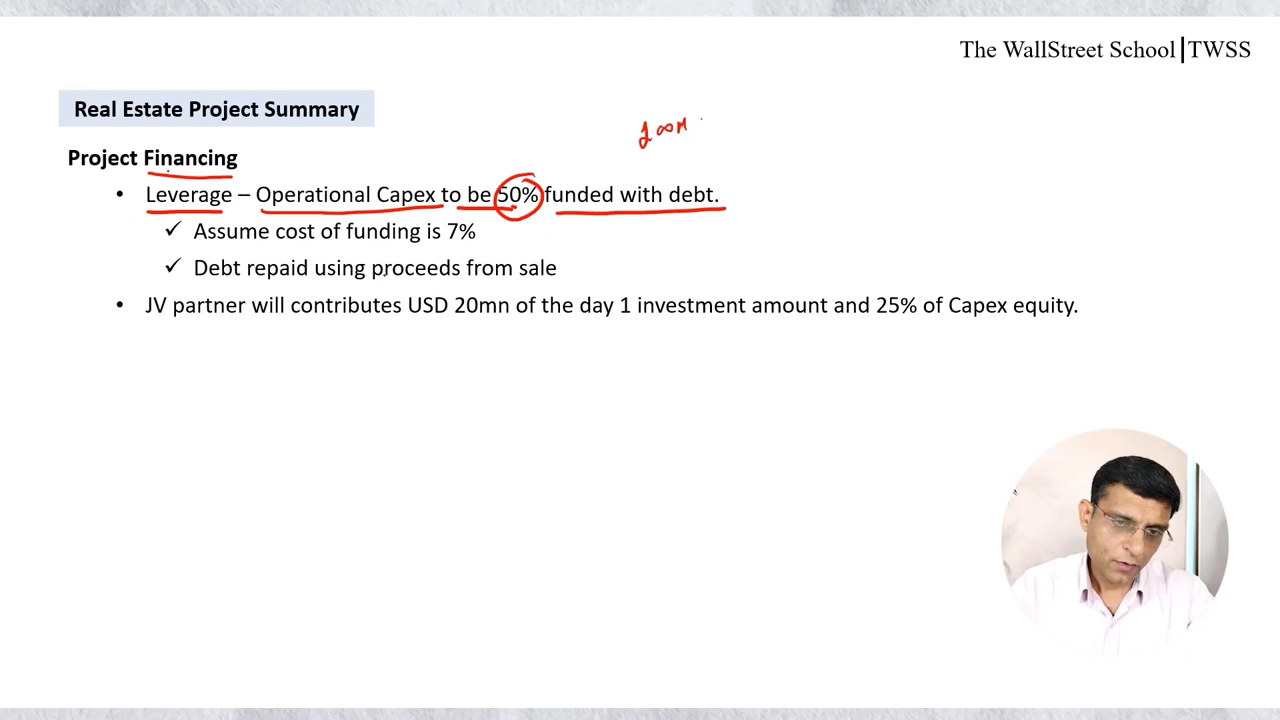 The WallStreet School|TWSS
Real Estate Project Summary
Project Financing
• Leverage – Operational Capex to be 50% funded with debt.
✓ Assume cost of funding is 7%
✓ Debt repaid using proceeds from sale
• JV partner will contributes USD 20mn of the day 1 investment amount and 25% of Capex equity.